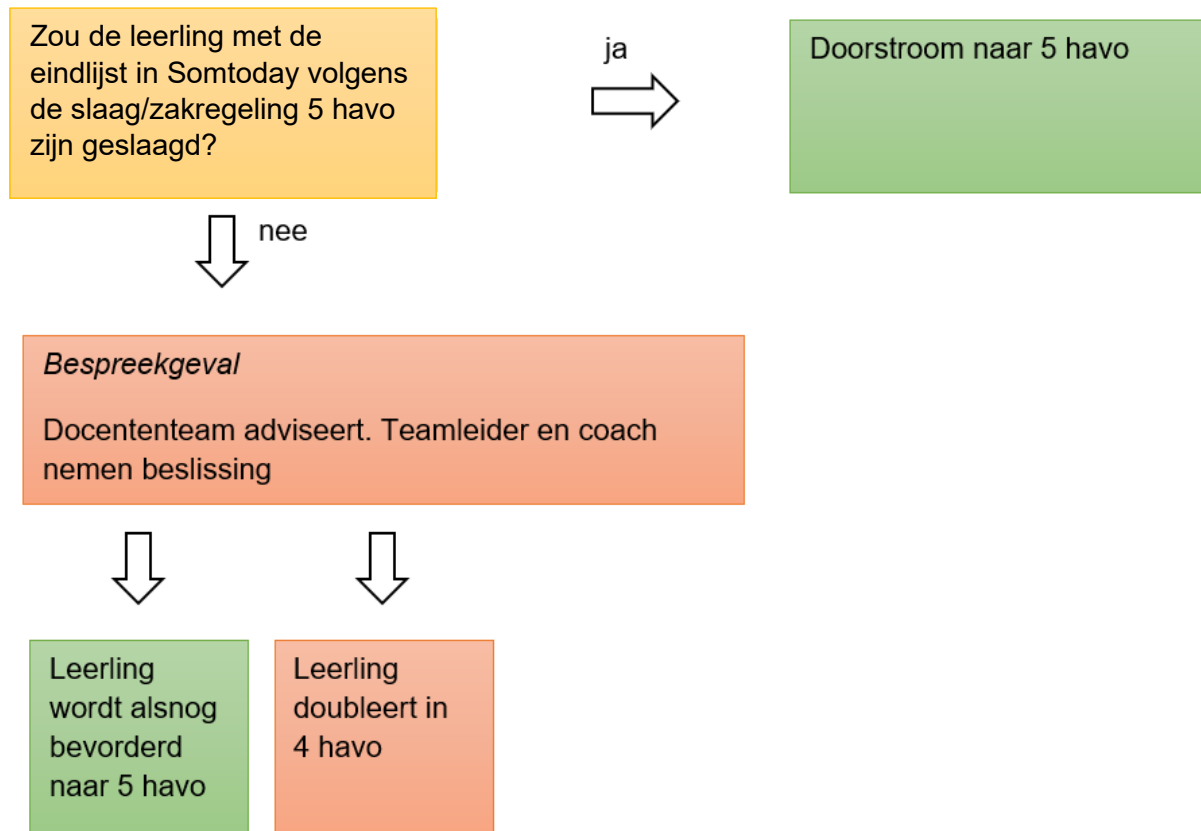 Zou de leerling met de
eindlijst in Somtoday volgens
de slaag/zakregeling 5 havo
zijn geslaagd?
ja
Doorstroom naar 5 havo
nee
Bespreekgeval
Docententeam adviseert. Teamleider en coach
nemen beslissing
Leerling
wordt alsnog
bevorderd
naar 5 havo
Leerling
doubleert in
4 havo